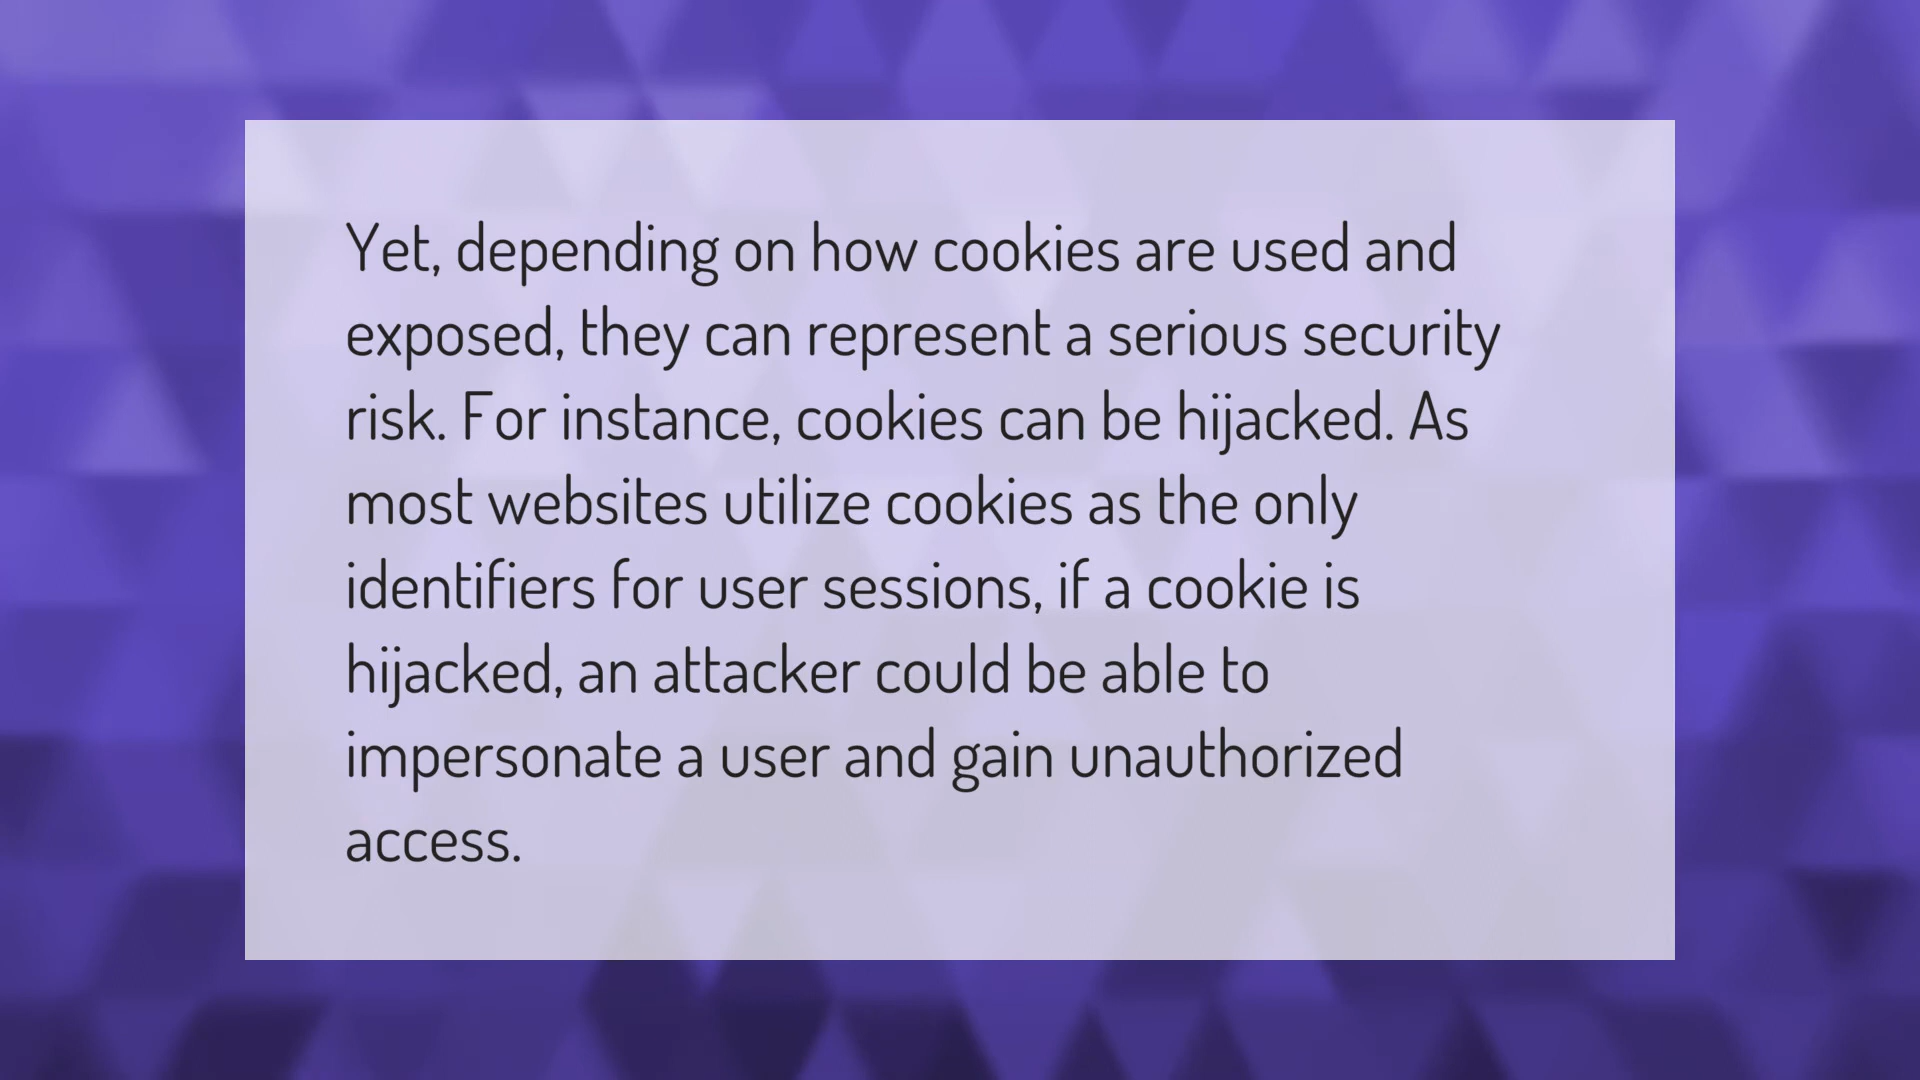 Yet, depending on how cookies are used and
exposed, they can represent a serious security
risk. For instance, cookies can be hijacked. As
most websites utilize cookies as the only
identifiers for user sessions, if a cookie is
hijacked, an attacker could be able to
impersonate a user and gain unauthorized
access.